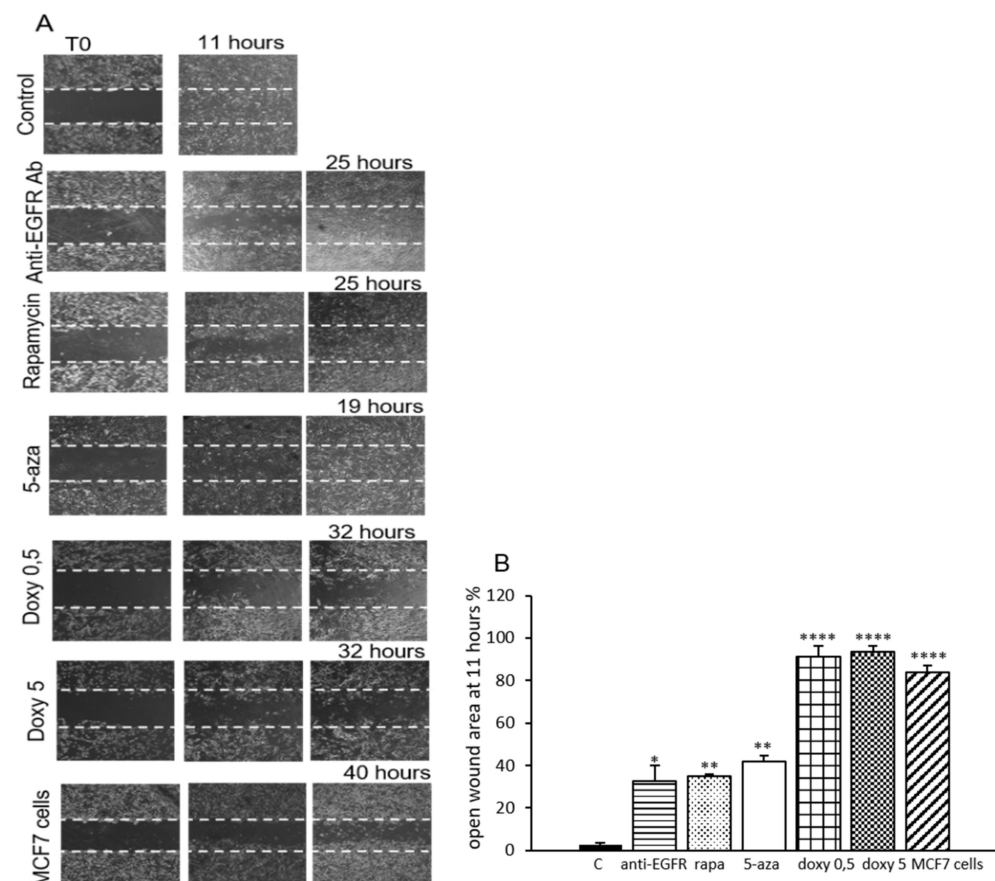 A
T0
11 hours
Control
Anti-EGFR Ab
25 hours
Rapamycin
25 hours
5-aza
19 hours
Doxy 0,5
32 hours
Doxy 5
32 hours
MCF7 cells
40 hours
B
open wound area at 11 hours %
120
100
80
60
40
20
0
*
**
**
****
****
****
C anti-EGFR rapa 5-aza doxy 0,5 doxy 5 MCF7 cells